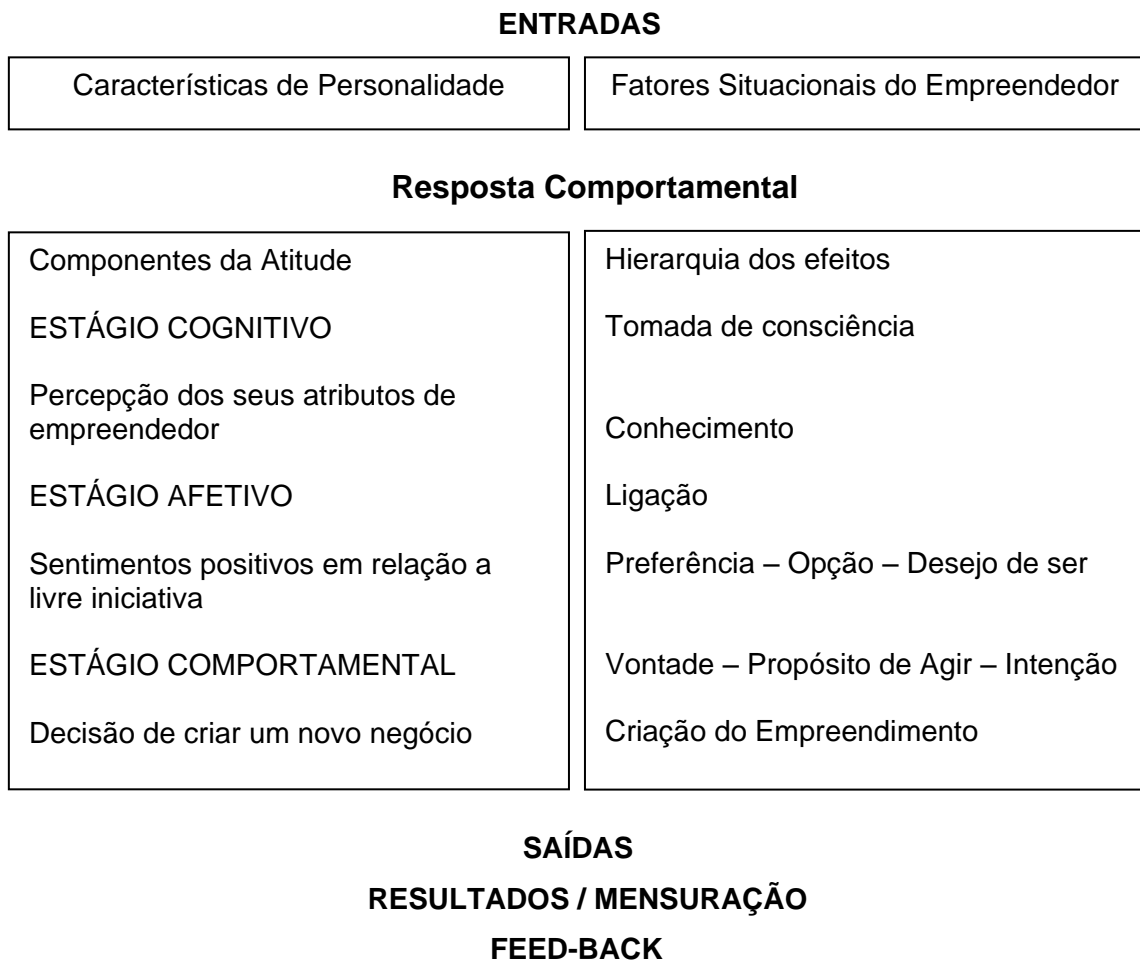 ENTRADAS
Características de Personalidade
Fatores Situacionais do Empreendedor
Resposta Comportamental
Componentes da Atitude
ESTÁGIO COGNITIVO
Percepção dos seus atributos de
empreendedor
ESTÁGIO AFETIVO
Sentimentos positivos em relação a
livre iniciativa
ESTÁGIO COMPORTAMENTAL
Decisão de criar um novo negócio
Hierarquia dos efeitos
Tomada de consciência
Conhecimento
Ligação
Preferência – Opção – Desejo de ser
Vontade – Propósito de Agir – Intenção
Criação do Empreendimento
SAÍDAS
RESULTADOS / MENSURAÇÃO
FEED-BACK